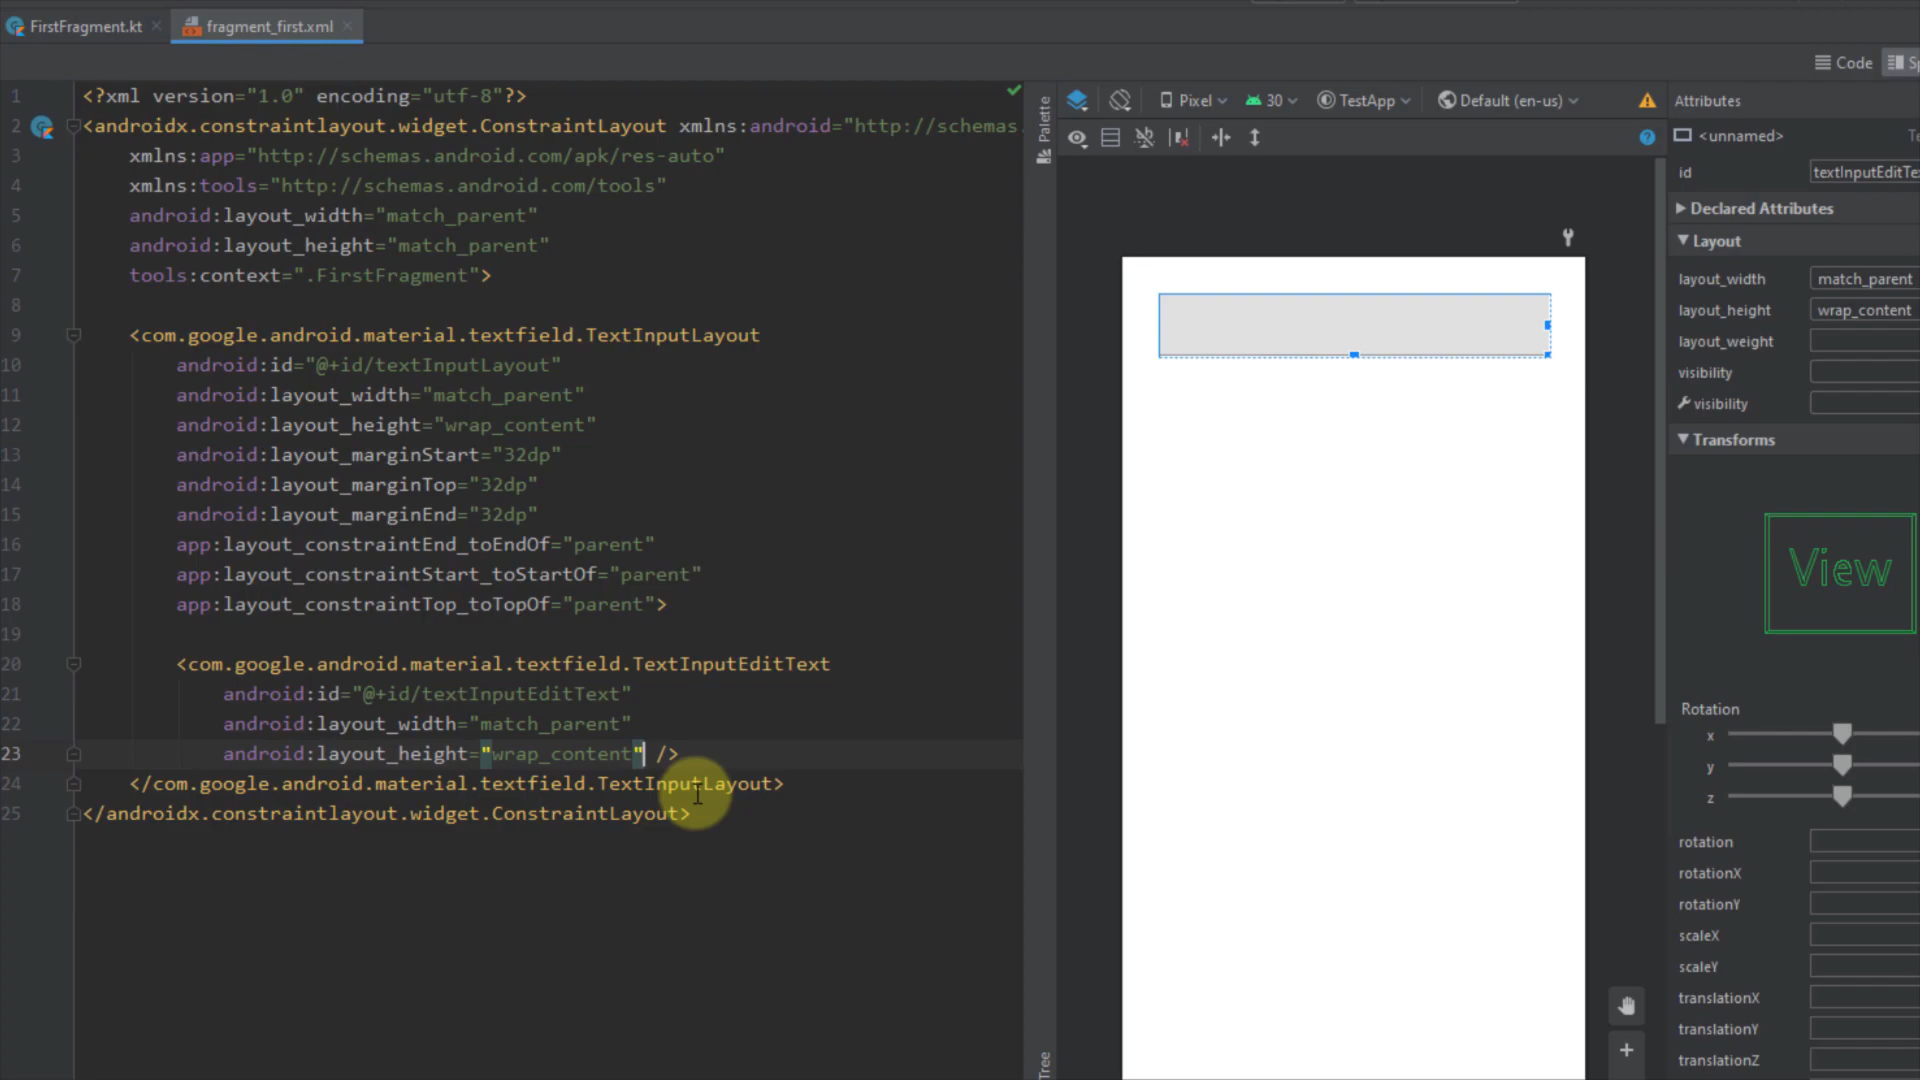 FirstFragment.kt
fragment_first.xml
Code
1 <?xml version="1.0" encoding="utf-8"?>
2 <androidx.constraintlayout.widget.ConstraintLayout xmlns:android="http://schemas.
3 xmlns:app="http://schemas.android.com/apk/res-auto"
4 xmlns:tools="http://schemas.android.com/tools"
5 android:layout_width="match_parent"
6 android:layout_height="match_parent"
7 tools:context=".FirstFragment">
8
9 <com.google.android.material.textfield.TextInputLayout
10 android:id="@+id/textInputLayout"
11 android:layout_width="match_parent"
12 android:layout_height="wrap_content"
13 android:layout_marginStart="32dp"
14 android:layout_marginTop="32dp"
15 android:layout_marginEnd="32dp"
16 app:layout_constraintEnd_toEndOf="parent"
17 app:layout_constraintStart_toStartOf="parent"
18 app:layout_constraintTop_toTopOf="parent">
19
20 <com.google.android.material.textfield.TextInputEditText
21 android:id="@+id/textInputEditText"
22 android:layout_width="match_parent"
23 android:layout_height="wrap_content" />
24 </com.google.android.material.textfield.TextInputLayout>
25 </androidx.constraintlayout.widget.ConstraintLayout>
Palette
Tree
Pixel
30
TestApp
Default (en-us)
Attributes
<unnamed>
id textInputEditTe
Declared Attributes
Layout
layout_width match_parent
layout_height wrap_content
layout_weight
visibility
visibility
Transforms
View
Rotation
x
y
z
rotation
rotationX
rotationY
scaleX
scaleY
translationX
translationY
translationZ